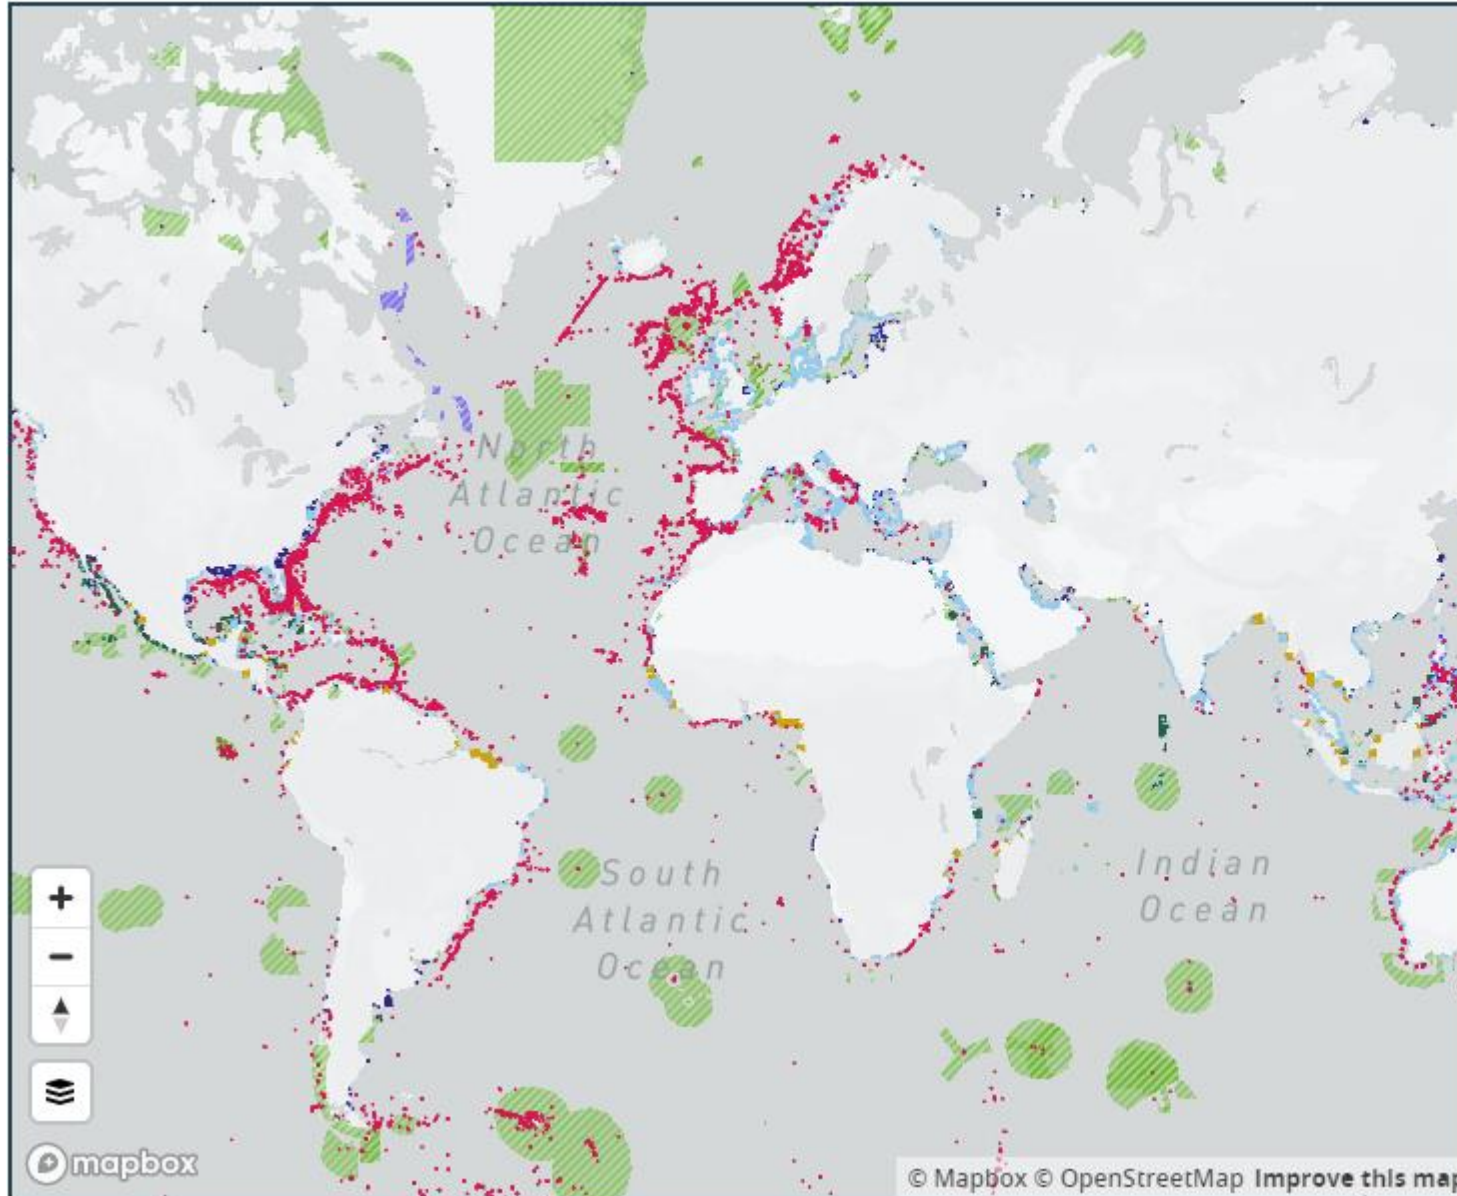 North
Atlantic
Ocean
South
Atlantic
Ocean
Indian
Ocean
mapbox
© Mapbox © OpenStreetMap Improve this map